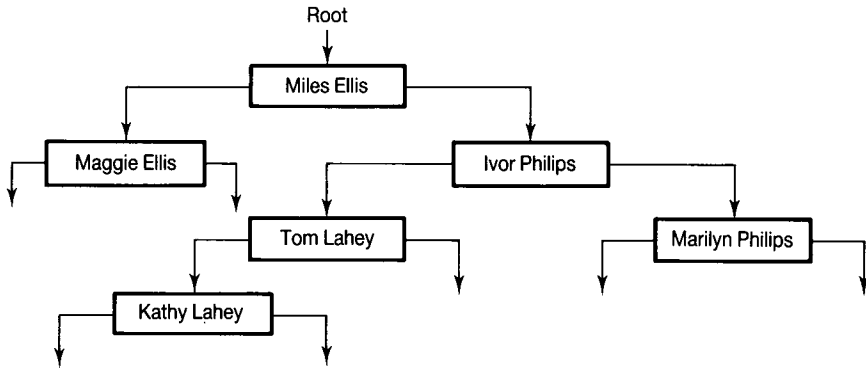 Root
Miles Ellis
Maggie Ellis
Ivor Philips
Tom Lahey
Marilyn Philips
Kathy Lahey